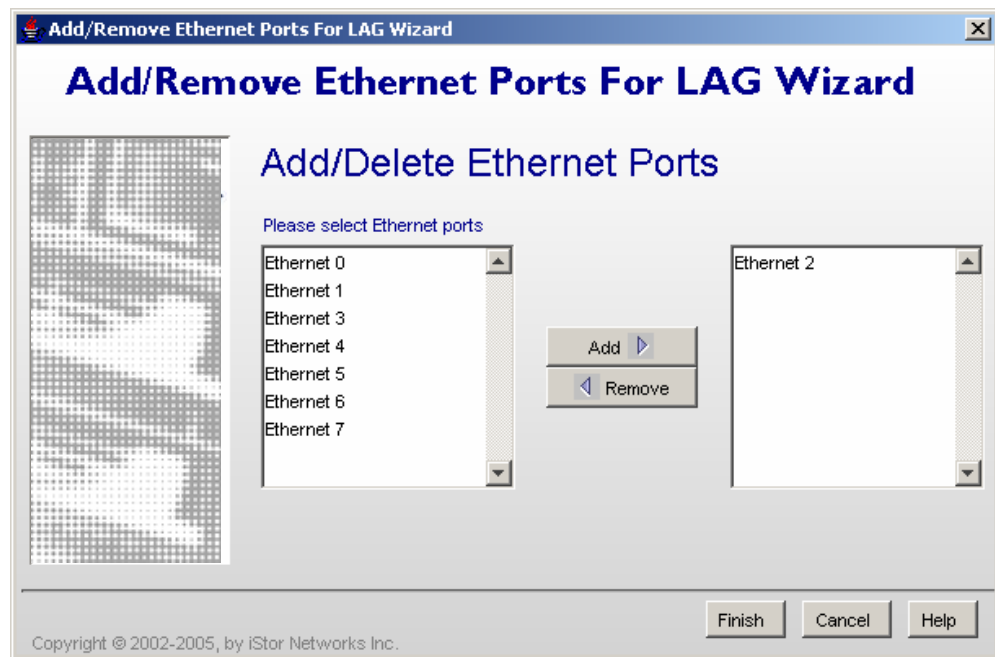 Add/Remove Ethernet Ports For LAG Wizard
Add/Remove Ethernet Ports For LAG Wizard
Add/Delete Ethernet Ports
Please select Ethernet ports
Ethernet 0
Ethernet 1
Ethernet 3
Ethernet 4
Ethernet 5
Ethernet 6
Ethernet 7
Add
Remove
Ethernet 2
Finish
Cancel
Help
Copyright © 2002-2005, by iStor Networks Inc.